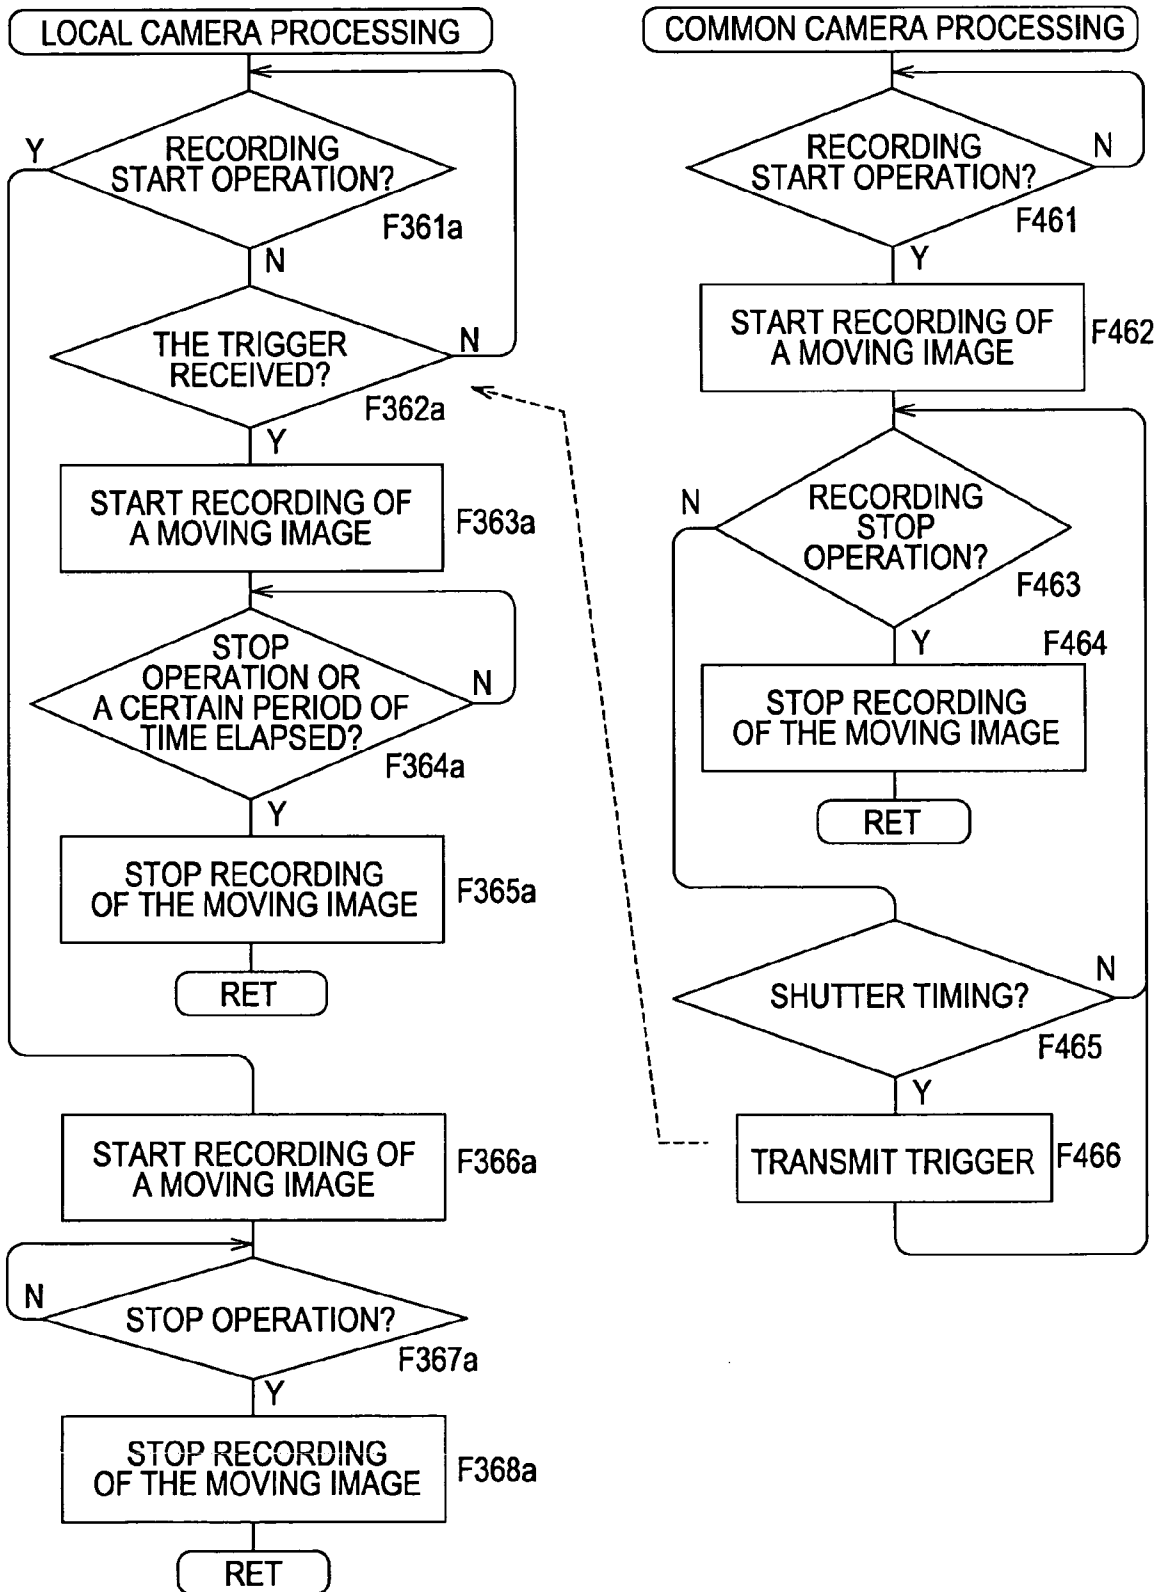 LOCAL CAMERA PROCESSING
Y
RECORDING
START OPERATION?
F361a
N
THE TRIGGER
RECEIVED?
N
F362a
Y
START RECORDING OF
A MOVING IMAGE
F363a
STOP
OPERATION OR
A CERTAIN PERIOD OF
TIME ELAPSED?
N
F364a
Y
STOP RECORDING
OF THE MOVING IMAGE
F365a
RET
START RECORDING OF
A MOVING IMAGE
F366a
N
STOP OPERATION?
F367a
Y
STOP RECORDING
OF THE MOVING IMAGE
F368a
RET
COMMON CAMERA PROCESSING
RECORDING
START OPERATION?
N
F461
Y
START RECORDING OF
A MOVING IMAGE
F462
N
RECORDING
STOP
OPERATION?
F463
Y
F464
STOP RECORDING
OF THE MOVING IMAGE
RET
SHUTTER TIMING?
N
F465
Y
TRANSMIT TRIGGER
F466